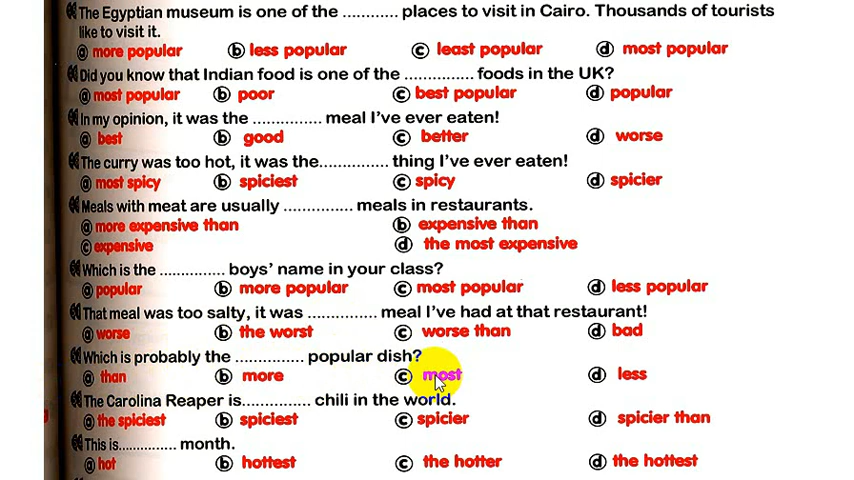 The Egyptian museum is one of the ........... places to visit in Cairo. Thousands of tourists
like to visit it.
ⓐ more popular ⓑ less popular ⓒ least popular ⓓ most popular
Did you know that Indian food is one of the .............. foods in the UK?
ⓐ most popular ⓑ poor ⓒ best popular ⓓ popular
In my opinion, it was the .............. meal I've ever eaten!
ⓐ best ⓑ good ⓒ better ⓓ worse
The curry was too hot, it was the.............. thing I've ever eaten!
ⓐ most spicy ⓑ spiciest ⓒ spicy ⓓ spicier
Meals with meat are usually .............. meals in restaurants.
ⓐ more expensive than ⓑ expensive than
ⓒ expensive ⓓ the most expensive
Which is the ............. boys' name in your class?
ⓐ popular ⓑ more popular ⓒ most popular ⓓ less popular
That meal was too salty, it was .............. meal I've had at that restaurant!
ⓐ worse ⓑ the worst ⓒ worse than ⓓ bad
Which is probably the .............. popular dish?
ⓐ than ⓑ more ⓒ most ⓓ less
The Carolina Reaper is.............. chili in the world.
ⓐ the spiciest ⓑ spiciest ⓒ spicier ⓓ spicier than
This is............ month.
ⓐ hot ⓑ hottest ⓒ the hotter ⓓ the hottest